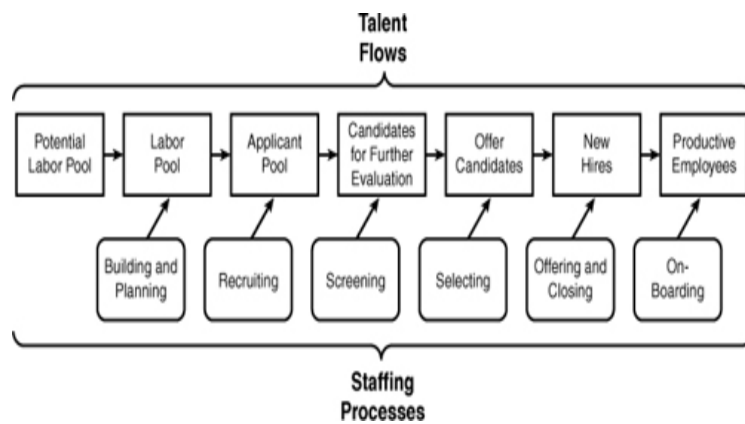 Talent
Flows
Potential
Labor Pool
Labor
Pool
Applicant
Pool
Candidates
for Further
Evaluation
Offer
Candidates
New
Hires
Productive
Employees
Building and
Planning
Recruiting
Screening
Selecting
Offering and
Closing
On-
Boarding
Staffing
Processes